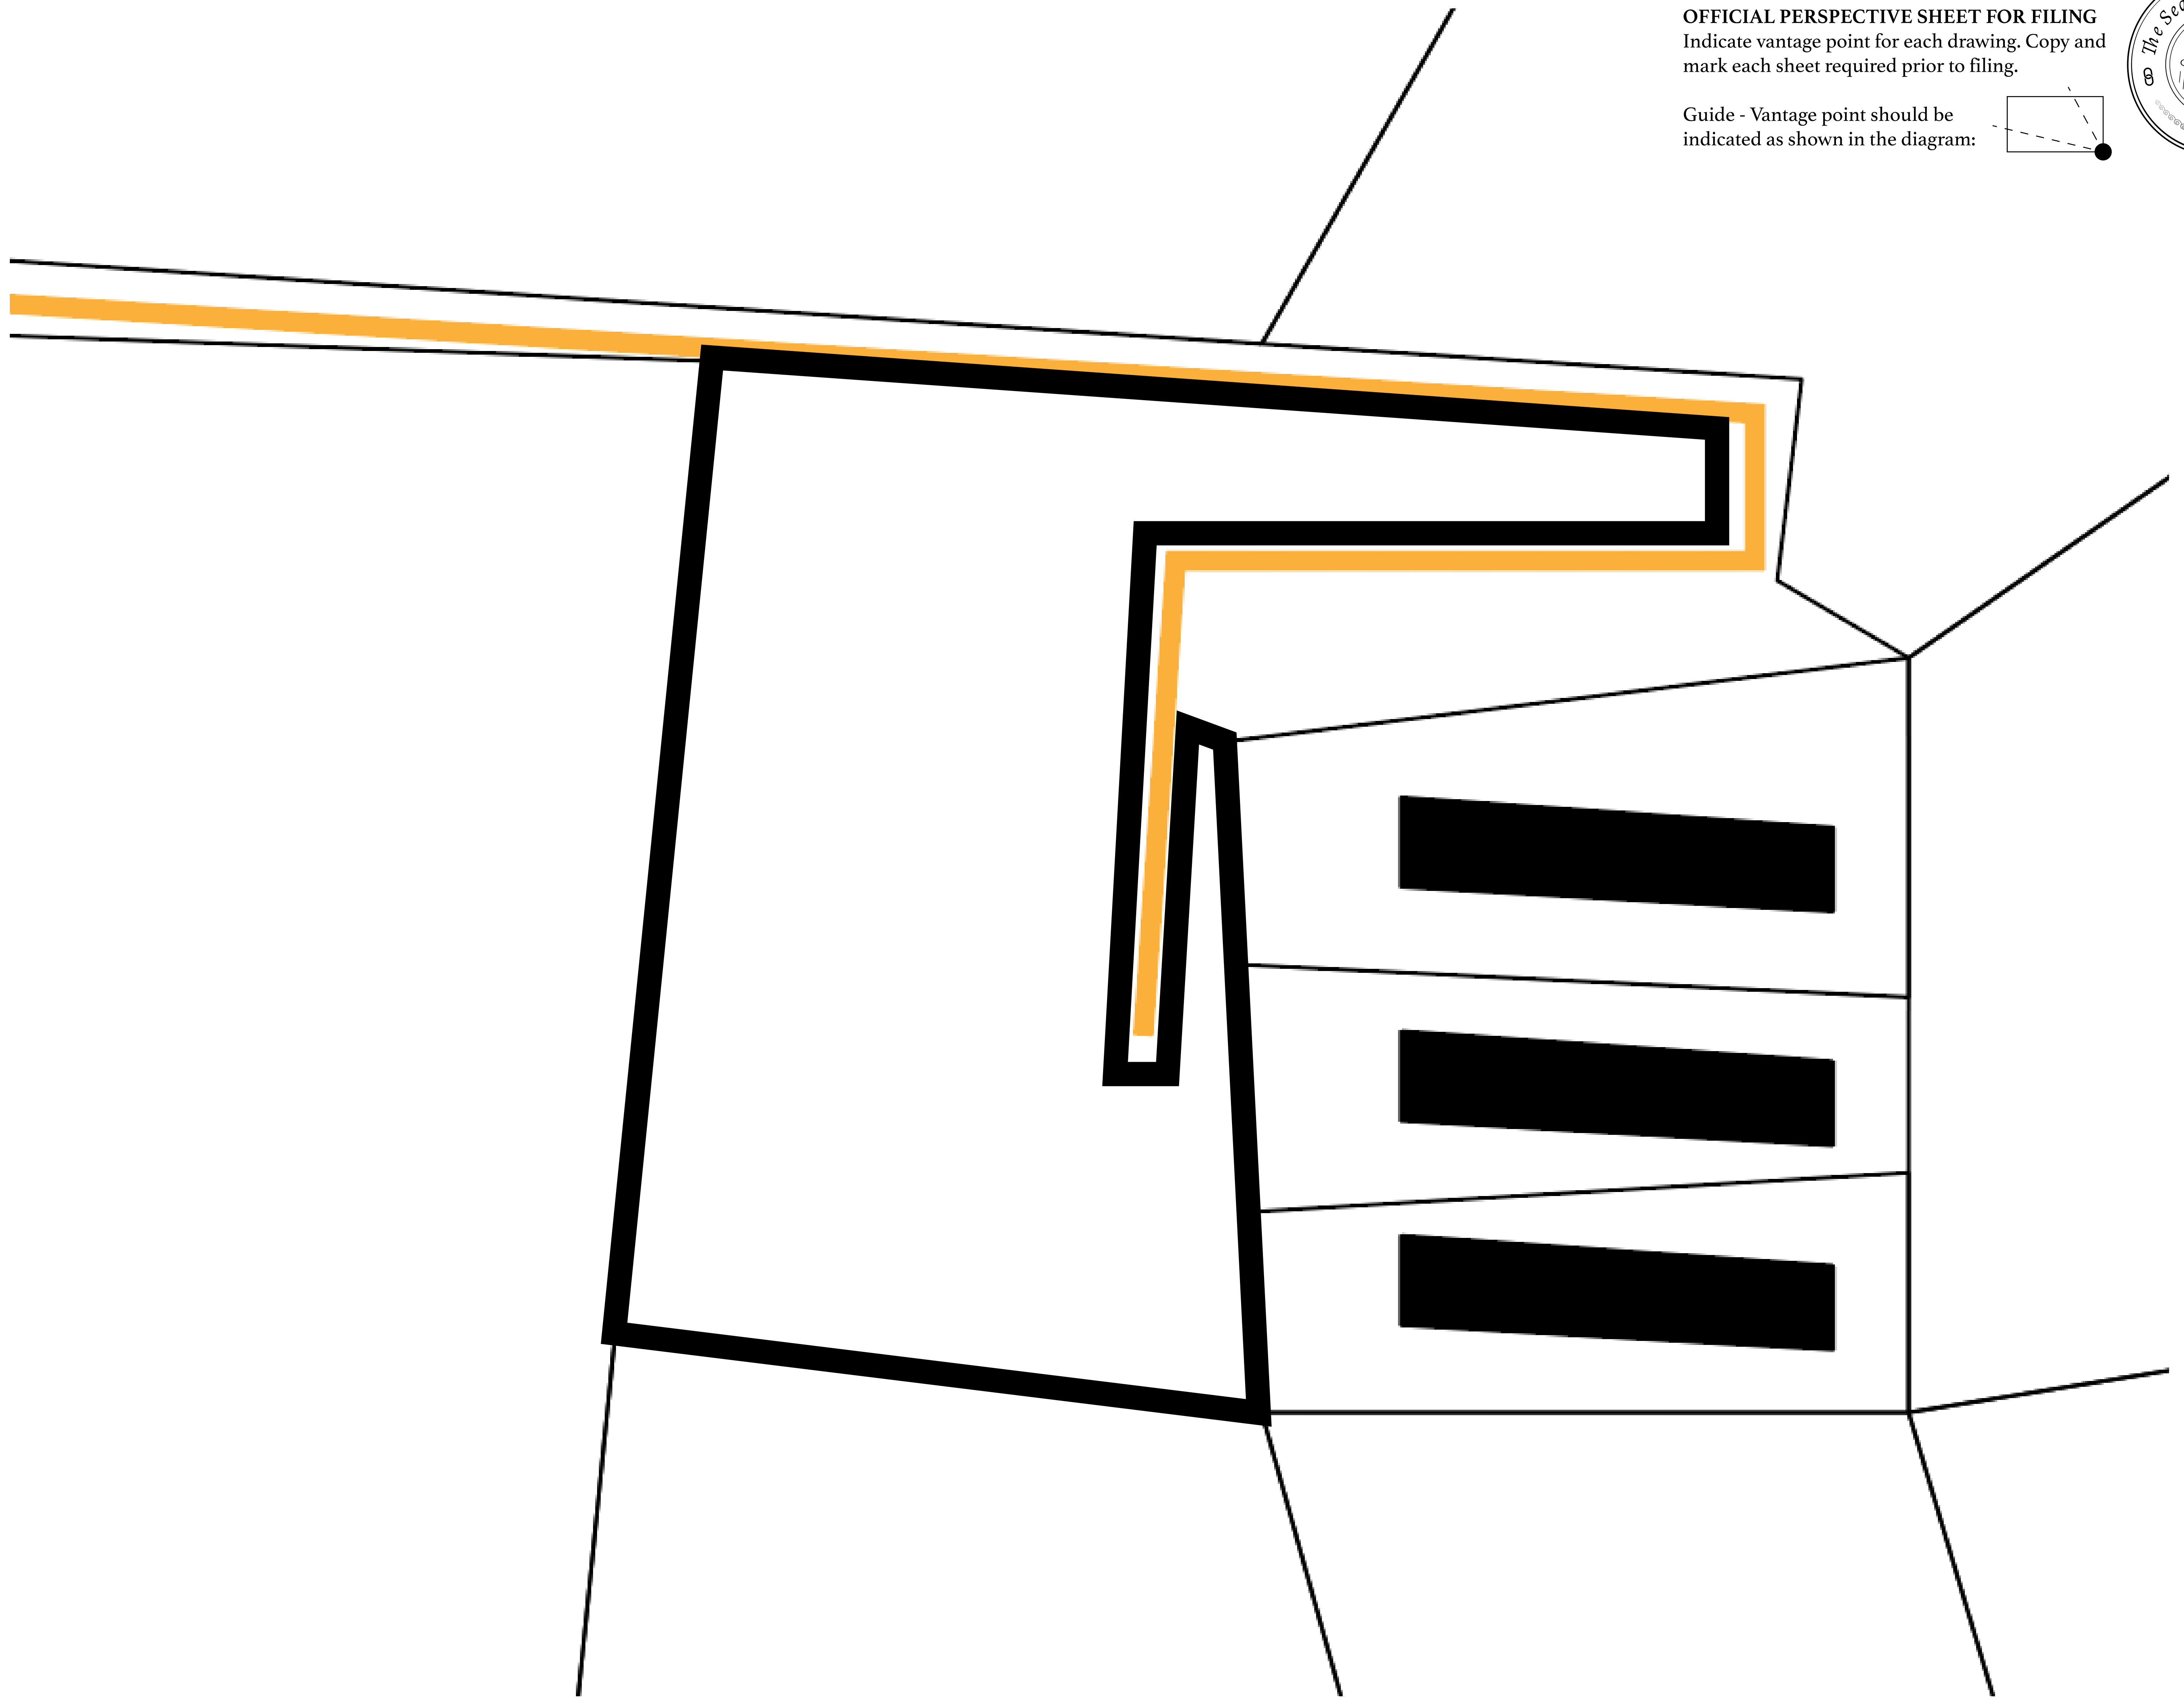 OFFICIAL PERSPECTIVE SHEET FOR FILING
Indicate vantage point for each drawing. Copy and
mark each sheet required prior to filing.
Guide - Vantage point should be
indicated as shown in the diagram:
The